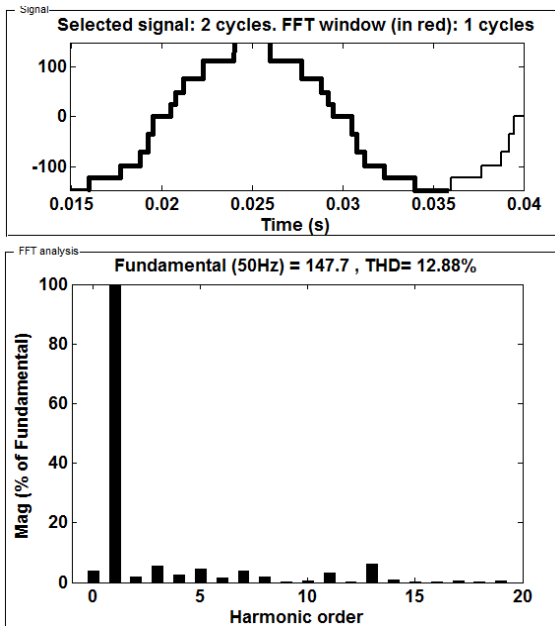 Signal
Selected signal: 2 cycles. FFT window (in red): 1 cycles
100
0
-100
0.015 0.02 0.025 0.03 0.035 0.04
Time (s)
FFT analysis
Fundamental (50Hz) = 147.7 , THD= 12.88%
100
80
60
40
20
0
Mag (% of Fundamental)
0 5 10 15 20
Harmonic order